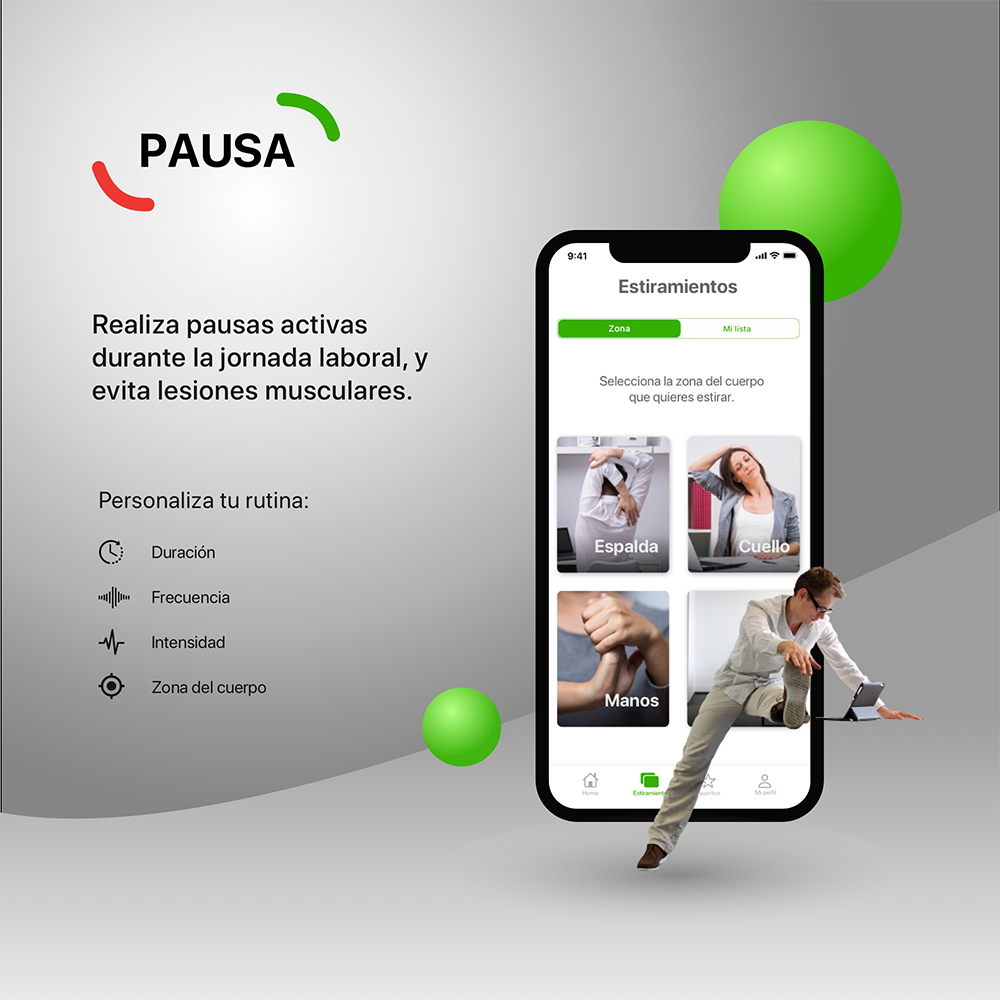 PAUSA
Realiza pausas activas
durante la jornada laboral, y
evita lesiones musculares.
Personaliza tu rutina:
Duración
Frecuencia
Intensidad
Zona del cuerpo
9:41
Estiramientos
Zona
Mi lista
Selecciona la zona del cuerpo
que quieres estirar.
Espalda
Cuello
Manos
Home
Mi perfil